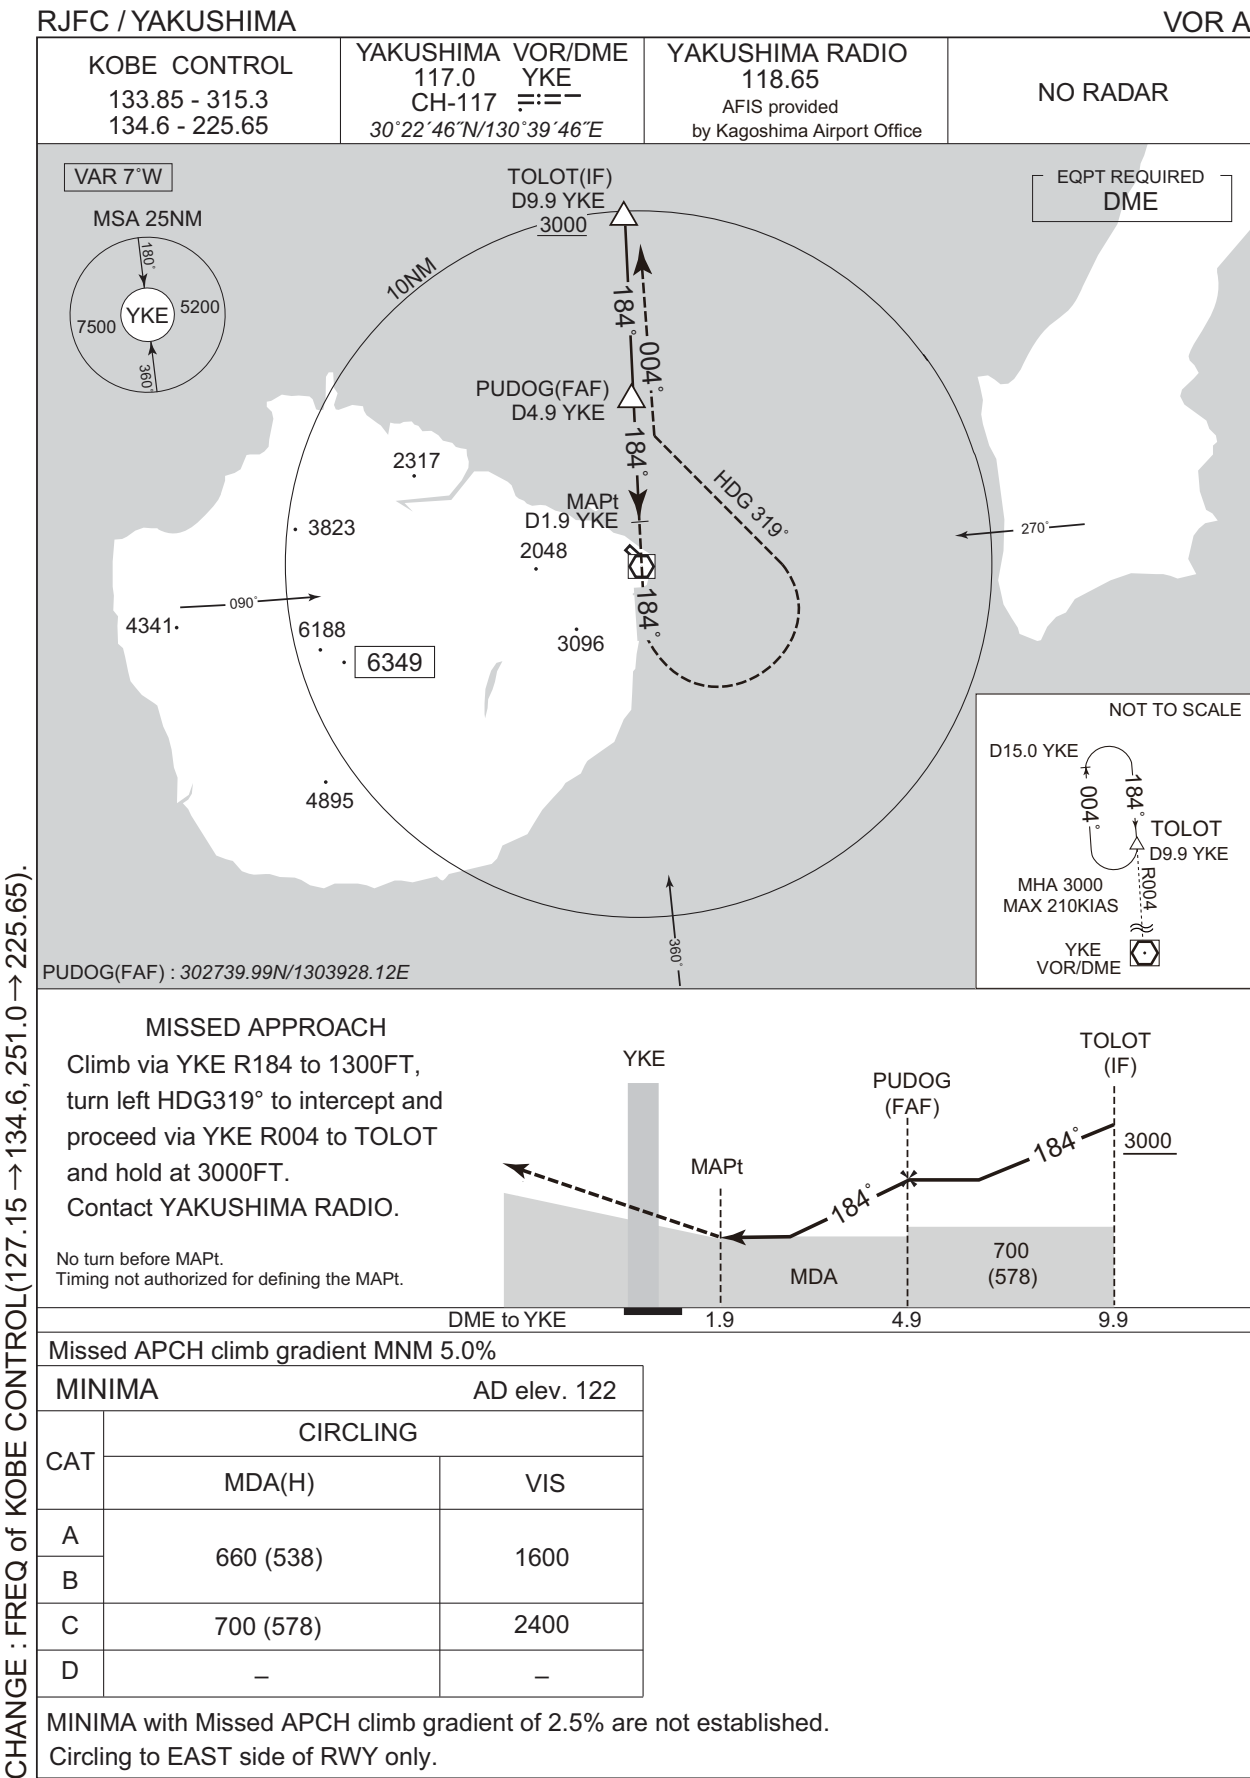 RJFC / YAKUSHIMA
VOR A
KOBE CONTROL
133.85 - 315.3
134.6 - 225.65
YAKUSHIMA VOR/DME
117.0 YKE
CH-117
30°22´46˝N/130°39´46˝E
YAKUSHIMA RADIO
118.65
AFIS provided
by Kagoshima Airport Office
NO RADAR
VAR 7°W
MSA 25NM
180°
YKE
7500
5200
360°
TOLOT(IF)
D9.9 YKE
3000
EQPT REQUIRED
DME
10NM
184°
004°
PUDOG(FAF)
D4.9 YKE
184°
HDG 319°
2317
MAPt
D1.9 YKE
3823
2048
270°
090°
184°
4341
6188
6349
3096
4895
360°
NOT TO SCALE
D15.0 YKE
004°
184°
TOLOT
D9.9 YKE
R004
MHA 3000
MAX 210KIAS
YKE
VOR/DME
PUDOG(FAF) : 302739.99N/1303928.12E
MISSED APPROACH
Climb via YKE R184 to 1300FT,
turn left HDG319° to intercept and
proceed via YKE R004 to TOLOT
and hold at 3000FT.
Contact YAKUSHIMA RADIO.
No turn before MAPt.
Timing not authorized for defining the MAPt.
YKE
MAPt
PUDOG
(FAF)
TOLOT
(IF)
184°
184°
3000
MDA
700
(578)
DME to YKE
1.9
4.9
9.9
Missed APCH climb gradient MNM 5.0%
MINIMA
AD elev. 122
CAT
CIRCLING
MDA(H)
VIS
A
B
660 (538)
1600
C
700 (578)
2400
D
–
–
MINIMA with Missed APCH climb gradient of 2.5% are not established.
Circling to EAST side of RWY only.
CHANGE : FREQ of KOBE CONTROL(127.15→134.6, 251.0→225.65).